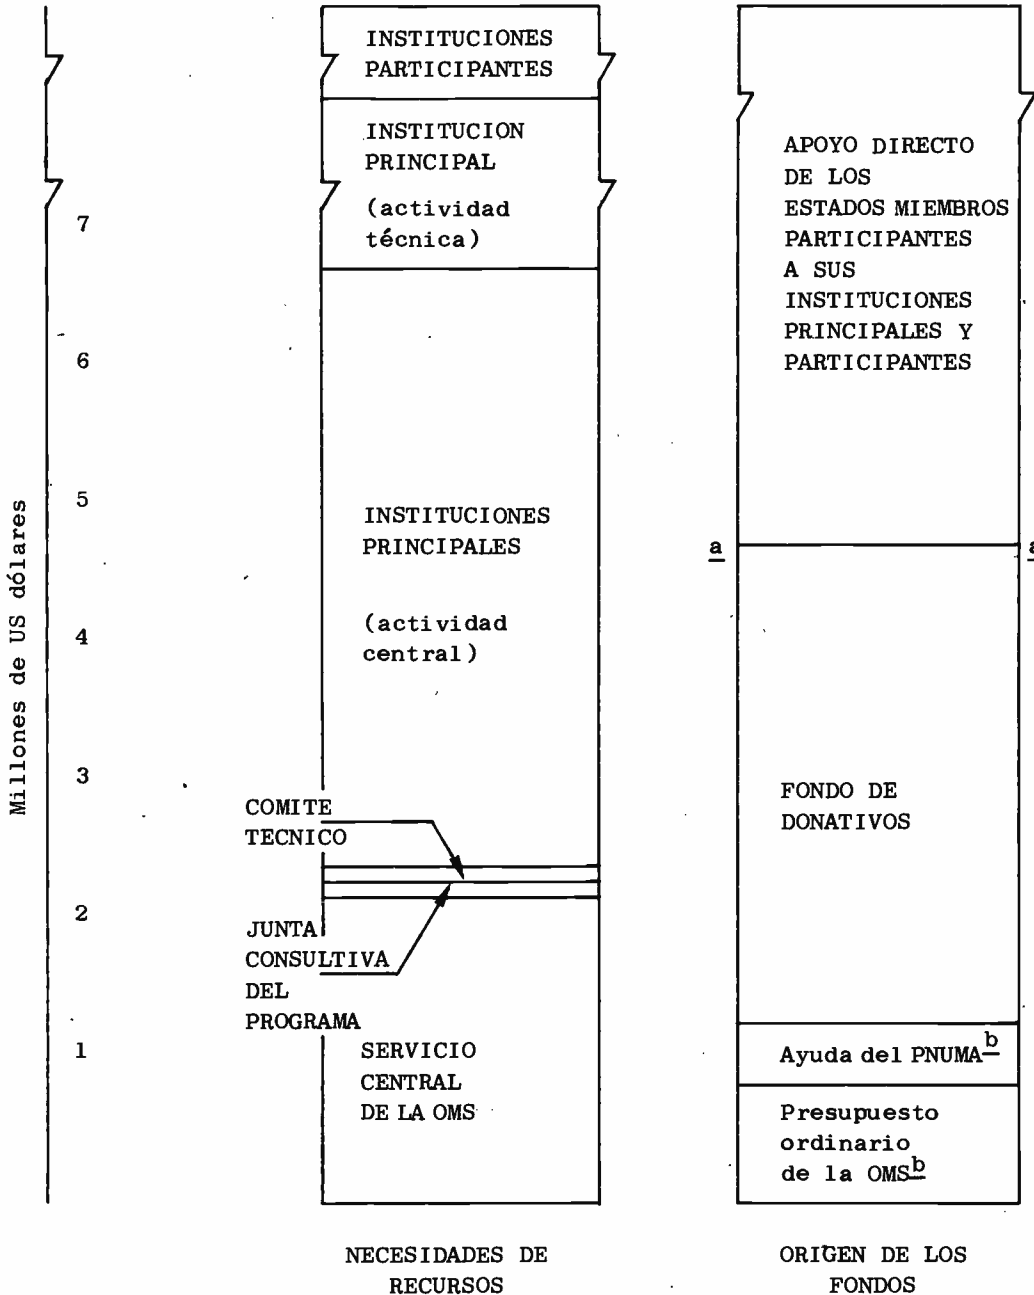 Millones de US dólares
7
6
5
4
3
2
1
INSTITUCIONES
PARTICIPANTES
INSTITUCION
PRINCIPAL
(actividad
técnica)
INSTITUCIONES
PRINCIPALES
(actividad
central)
COMITE
TECNICO
JUNTA
CONSULTIVA
DEL
PROGRAMA
SERVICIO
CENTRAL
DE LA OMS
NECESIDADES DE
RECURSOS
APOYO DIRECTO
DE LOS
ESTADOS MIEMBROS
PARTICIPANTES
A SUS
INSTITUCIONES
PRINCIPALES Y
PARTICIPANTES
a
a
FONDO DE
DONATIVOS
Ayuda del PNUMA b
Presupuesto
ordinario
de la OMS b
ORIGEN DE LOS
FONDOS